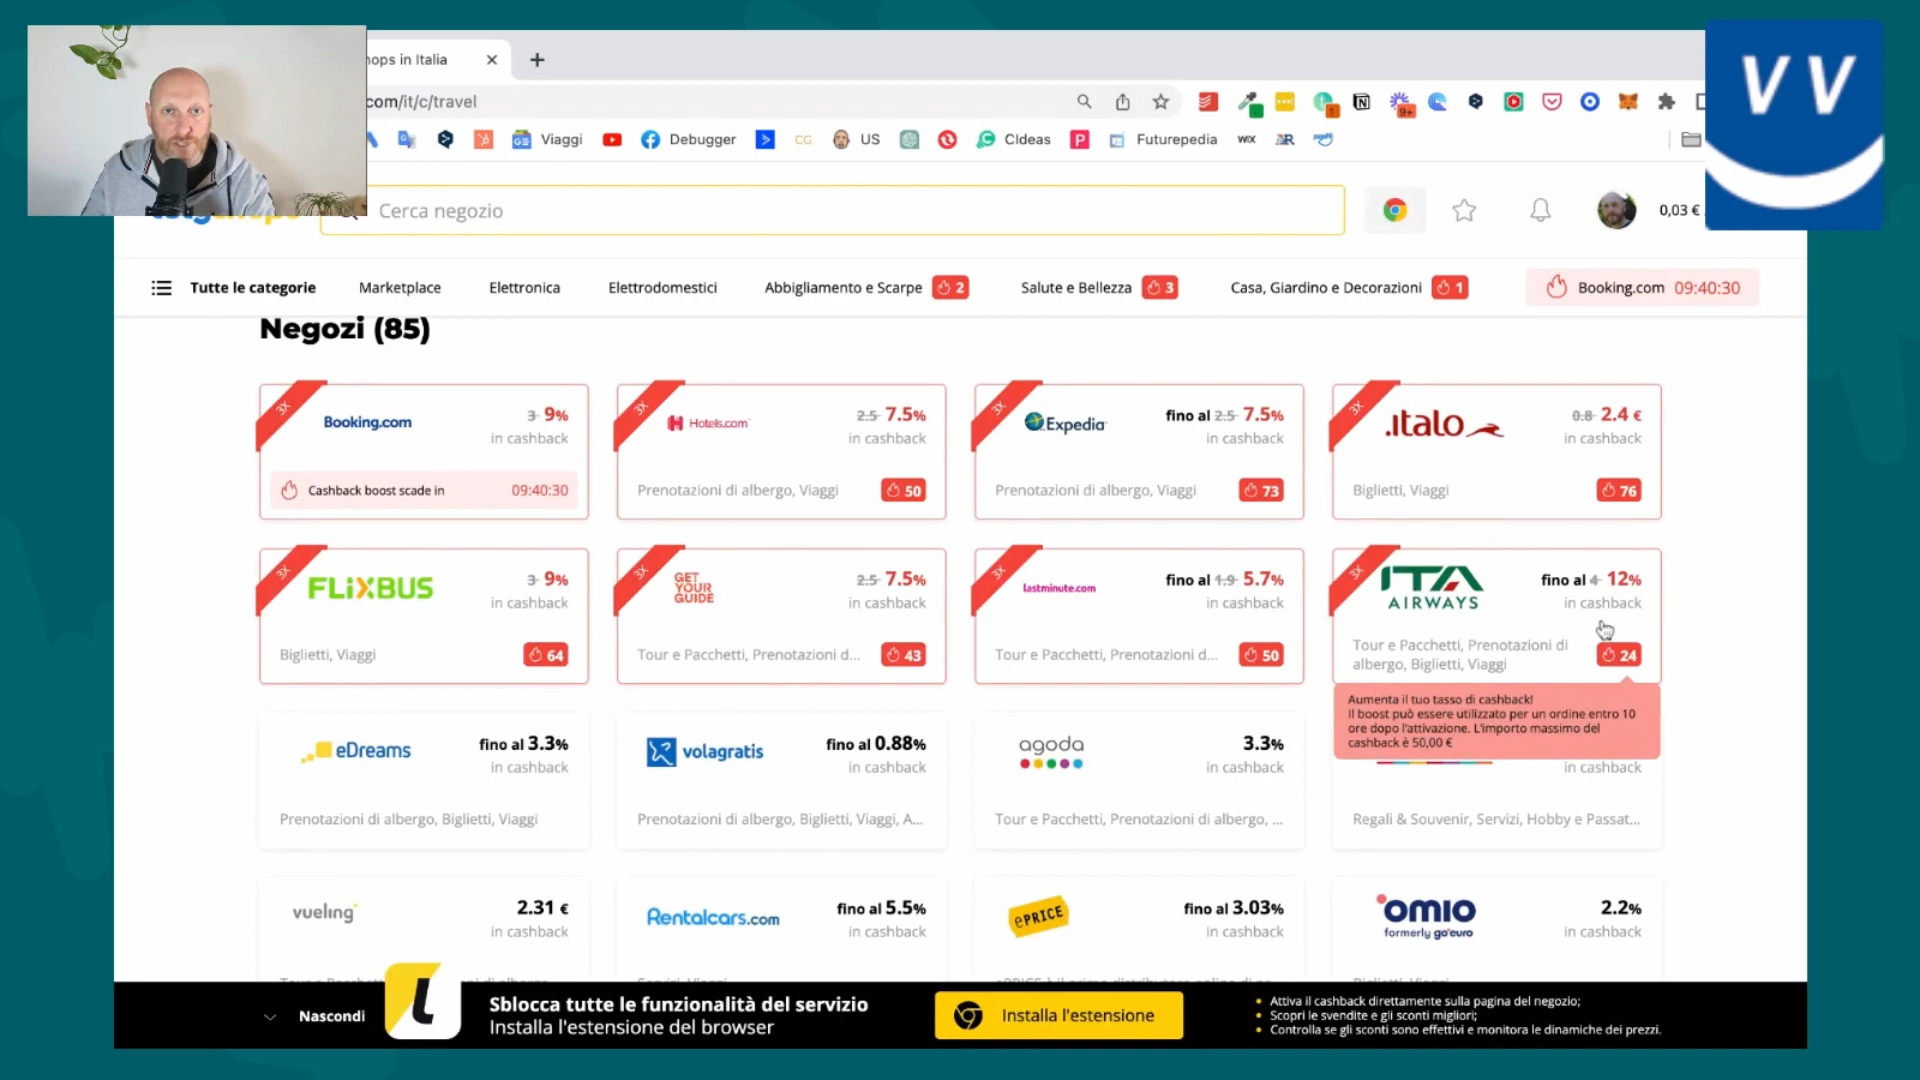 hops in Italia
com/it/c/travel
9+
1
Viaggi
Debugger
CG
US
CIdeas
Futurepedia
WIX
VV
Cerca negozio
0,03 €
Tutte le categorie
Marketplace
Elettronica
Elettrodomestici
Abbigliamento e Scarpe
2
Salute e Bellezza
3
Casa, Giardino e Decorazioni
1
Booking.com 09:40:30
Negozi (85)
3X
Booking.com
3 9%
in cashback
Cashback boost scade in 09:40:30
3X
Hotels.com
2.5 7.5%
in cashback
Prenotazioni di albergo, Viaggi
50
3X
Expedia
fino al 2.5 7.5%
in cashback
Prenotazioni di albergo, Viaggi
73
3X
.italo
0.8 2.4 €
in cashback
Biglietti, Viaggi
76
3X
FLiXBUS
3 9%
in cashback
Biglietti, Viaggi
64
3X
GET
YOUR
GUIDE
2.5 7.5%
in cashback
Tour e Pacchetti, Prenotazioni d...
43
3X
lastminute.com
fino al 1.9 5.7%
in cashback
Tour e Pacchetti, Prenotazioni d...
50
3X
ITA
AIRWAYS
fino al 4 12%
in cashback
Tour e Pacchetti, Prenotazioni di
albergo, Biglietti, Viaggi
24
Aumenta il tuo tasso di cashback!
Il boost può essere utilizzato per un ordine entro 10
ore dopo l'attivazione. L'importo massimo del
cashback è 50,00 €
eDreams
fino al 3.3%
in cashback
Prenotazioni di albergo, Biglietti, Viaggi
volagratis
fino al 0.88%
in cashback
Prenotazioni di albergo, Biglietti, Viaggi, A...
agoda
3.3%
in cashback
Tour e Pacchetti, Prenotazioni di albergo, ...
in cashback
Regali & Souvenir, Servizi, Hobby e Passat...
vueling
2.31 €
in cashback
Rentalcars.com
fino al 5.5%
in cashback
ePRICE
fino al 3.03%
in cashback
OMIO
formerly goeuro
2.2%
in cashback
Nascondi
Sblocca tutte le funzionalità del servizio
Installa l'estensione del browser
Installa l'estensione
Attiva il cashback direttamente sulla pagina del negozio;
Scopri le svendite e gli sconti migliori;
Controlla se gli sconti sono effettivi e monitora le dinamiche dei prezzi.